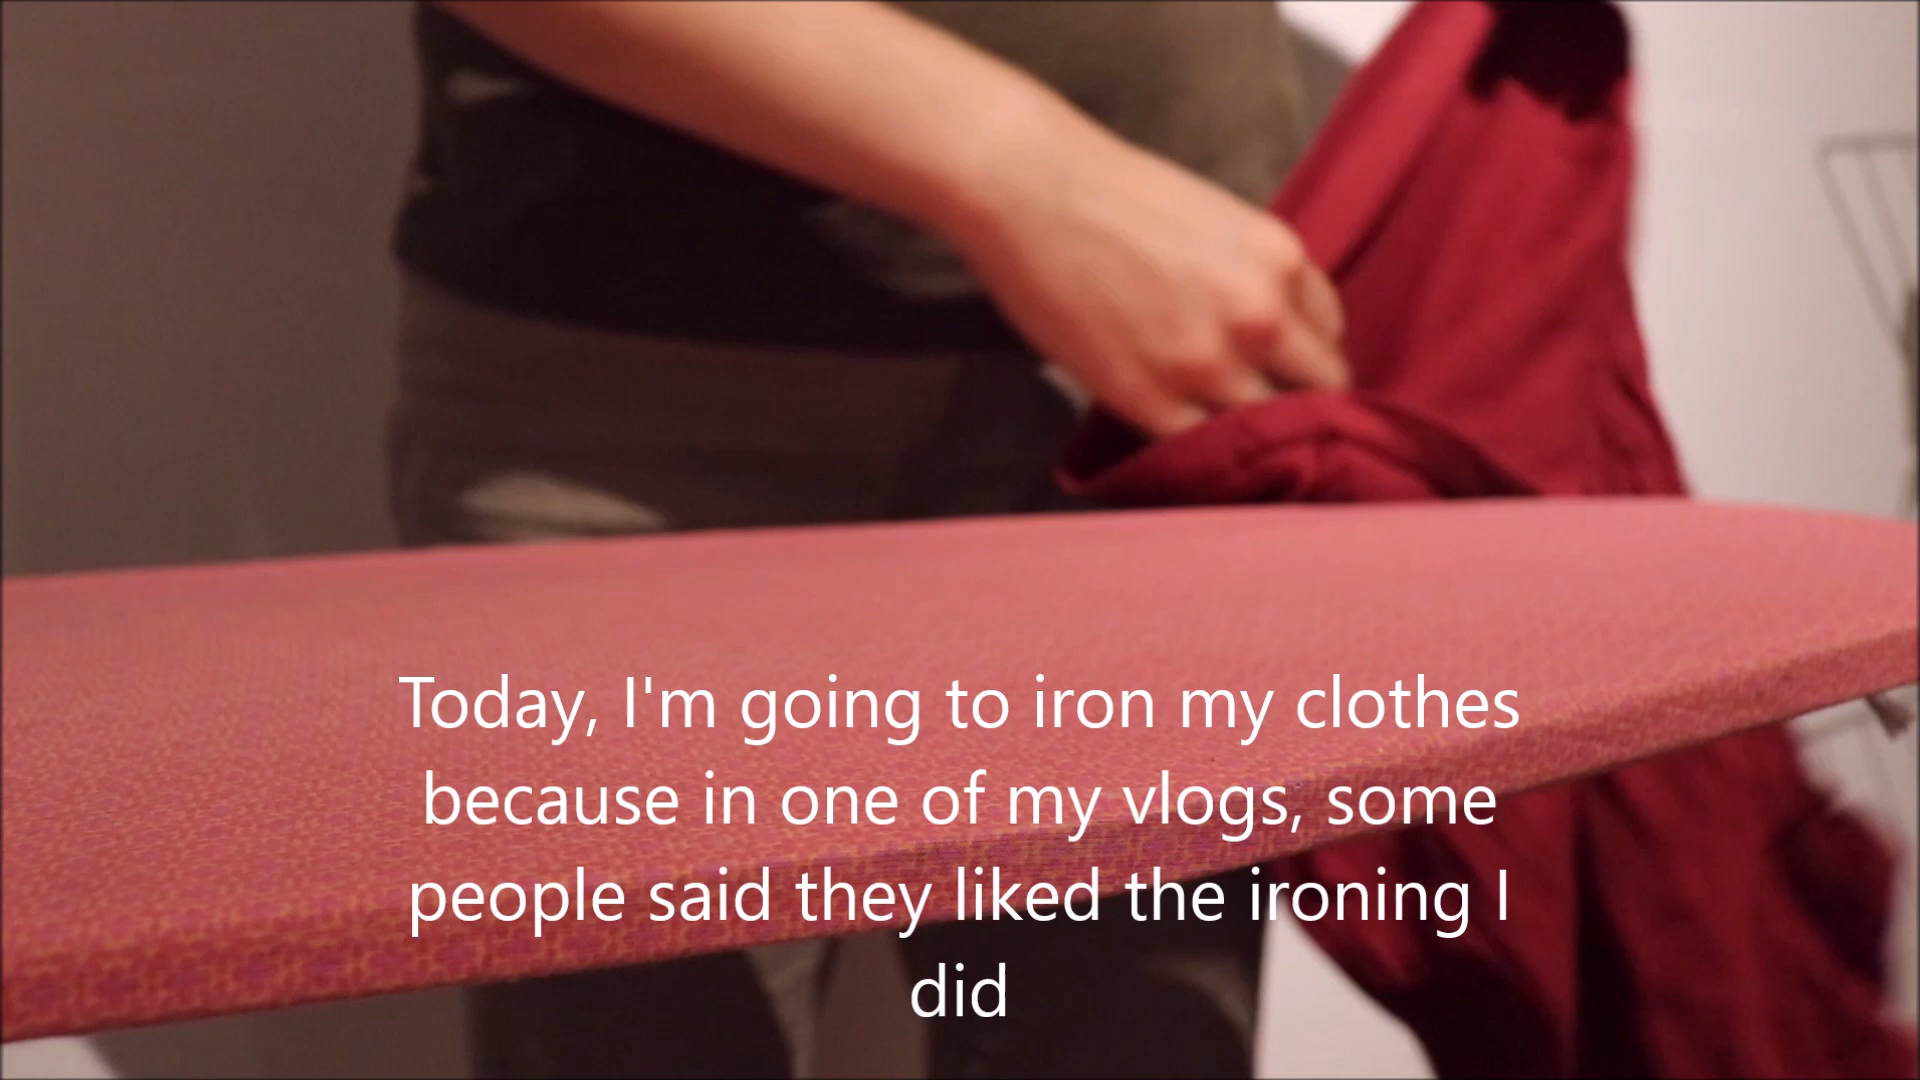 Today, I'm going to iron my clothes
because in one of my vlogs, some
people said they liked the ironing I
did